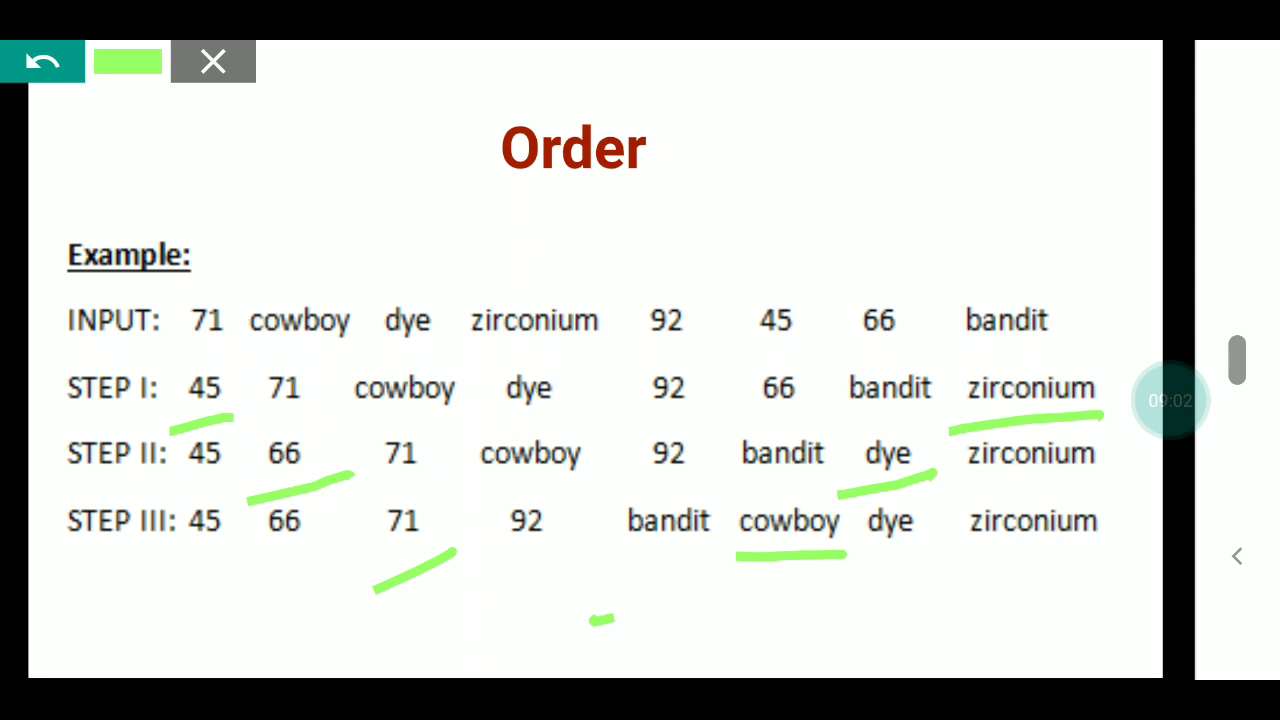 Order
Example:
INPUT: 71 cowboy dye zirconium 92 45 66 bandit
STEP I: 45 71 cowboy dye 92 66 bandit zirconium
09:02
STEP II: 45 66 71 cowboy 92 bandit dye zirconium
STEP III: 45 66 71 92 bandit cowboy dye zirconium